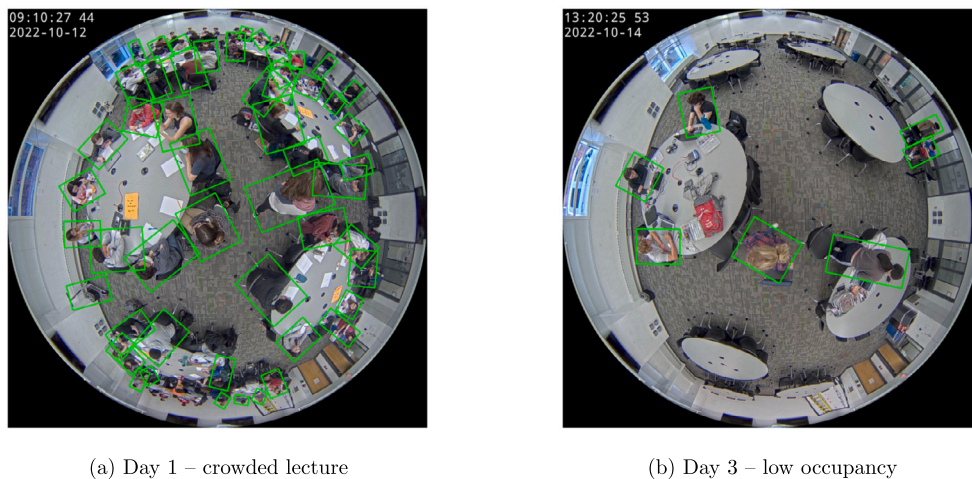 09:10:27 44
2022-10-12
13:20:25 53
2022-10-14
(a) Day 1 – crowded lecture
(b) Day 3 – low occupancy